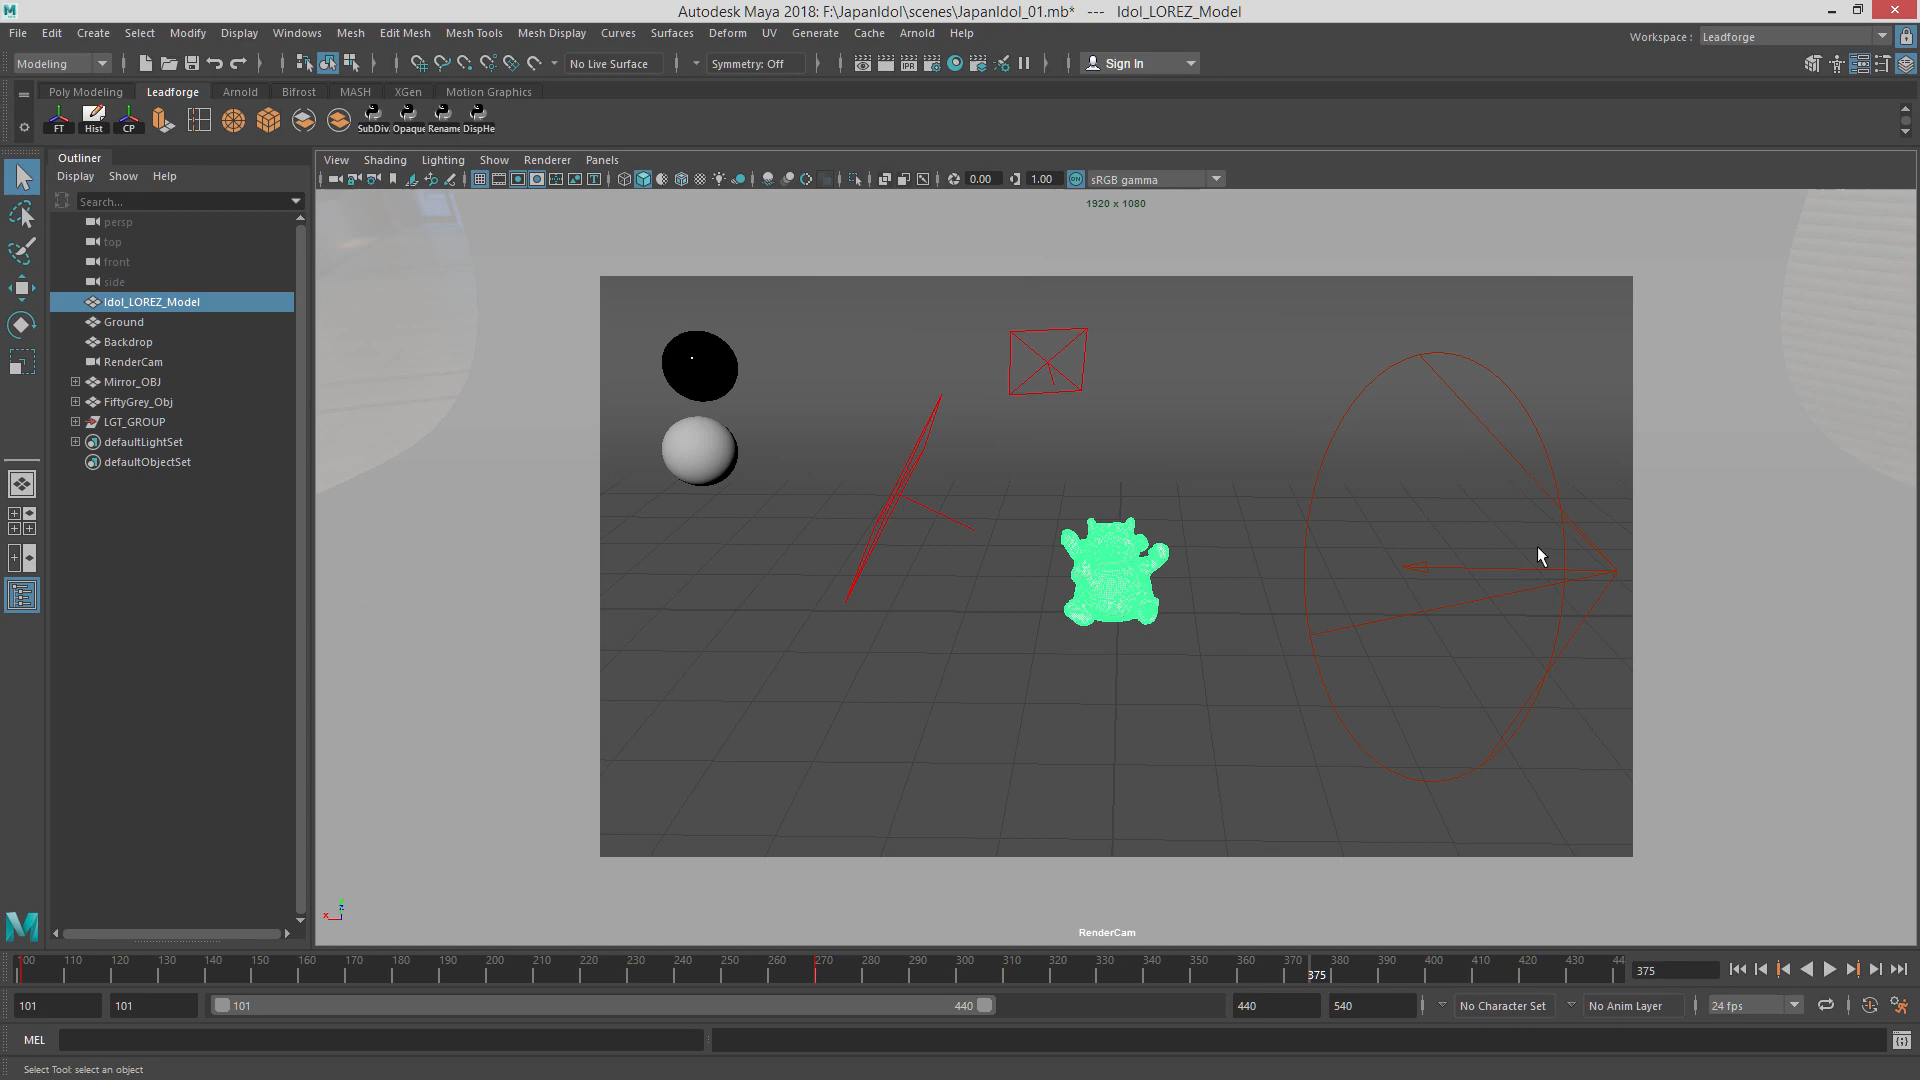 Autodesk Maya 2018: F:\JapanIdol\scenes\JapanIdol_01.mb*   ---   Idol_LOREZ_Model
File Edit Create Select Modify Display Windows Mesh Edit Mesh Mesh Tools Mesh Display Curves Surfaces Deform UV Generate Cache Arnold Help
Workspace : Leadforge
Modeling No Live Surface Symmetry: Off IPR Sign In
Poly Modeling Leadforge Arnold Bifrost MASH XGen Motion Graphics
FT Hist CP SubDiv. Opaque Rename DispHe
Outliner
Display Show Help
Search...
persp
top
front
side
Idol_LOREZ_Model
Ground
Backdrop
RenderCam
Mirror_OBJ
FiftyGrey_Obj
LGT_GROUP
defaultLightSet
defaultObjectSet
View Shading Lighting Show Renderer Panels
0.00 1.00 ON sRGB gamma
1920 x 1080
x z
RenderCam
100 110 120 130 140 150 160 170 180 190 200 210 220 230 240 250 260 270 280 290 300 310 320 330 340 350 360 370 380 390 400 410 420 430 44
375 375
101 101 101 440 440 540 No Character Set No Anim Layer 24 fps
MEL
Select Tool: select an object